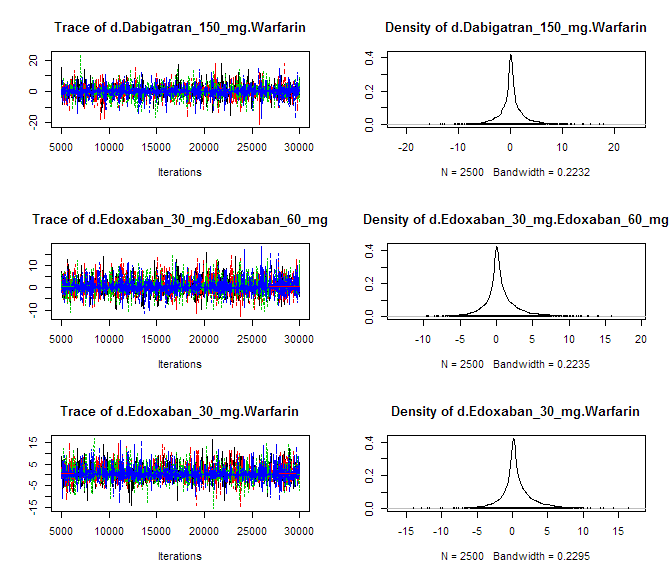 Trace of d.Dabigatran_150_mg.Warfarin
20
0
-20
5000 10000 15000 20000 25000 30000
Iterations
Density of d.Dabigatran_150_mg.Warfarin
0.4
0.2
0.0
-20 -10 0 10 20
N = 2500 Bandwidth = 0.2232
Trace of d.Edoxaban_30_mg.Edoxaban_60_mg
10
0
-10
5000 10000 15000 20000 25000 30000
Iterations
Density of d.Edoxaban_30_mg.Edoxaban_60_mg
0.4
0.2
0.0
-10 -5 0 5 10 15 20
N = 2500 Bandwidth = 0.2235
Trace of d.Edoxaban_30_mg.Warfarin
15
5
-5
-15
5000 10000 15000 20000 25000 30000
Iterations
Density of d.Edoxaban_30_mg.Warfarin
0.4
0.2
0.0
-15 -10 -5 0 5 10 15
N = 2500 Bandwidth = 0.2295